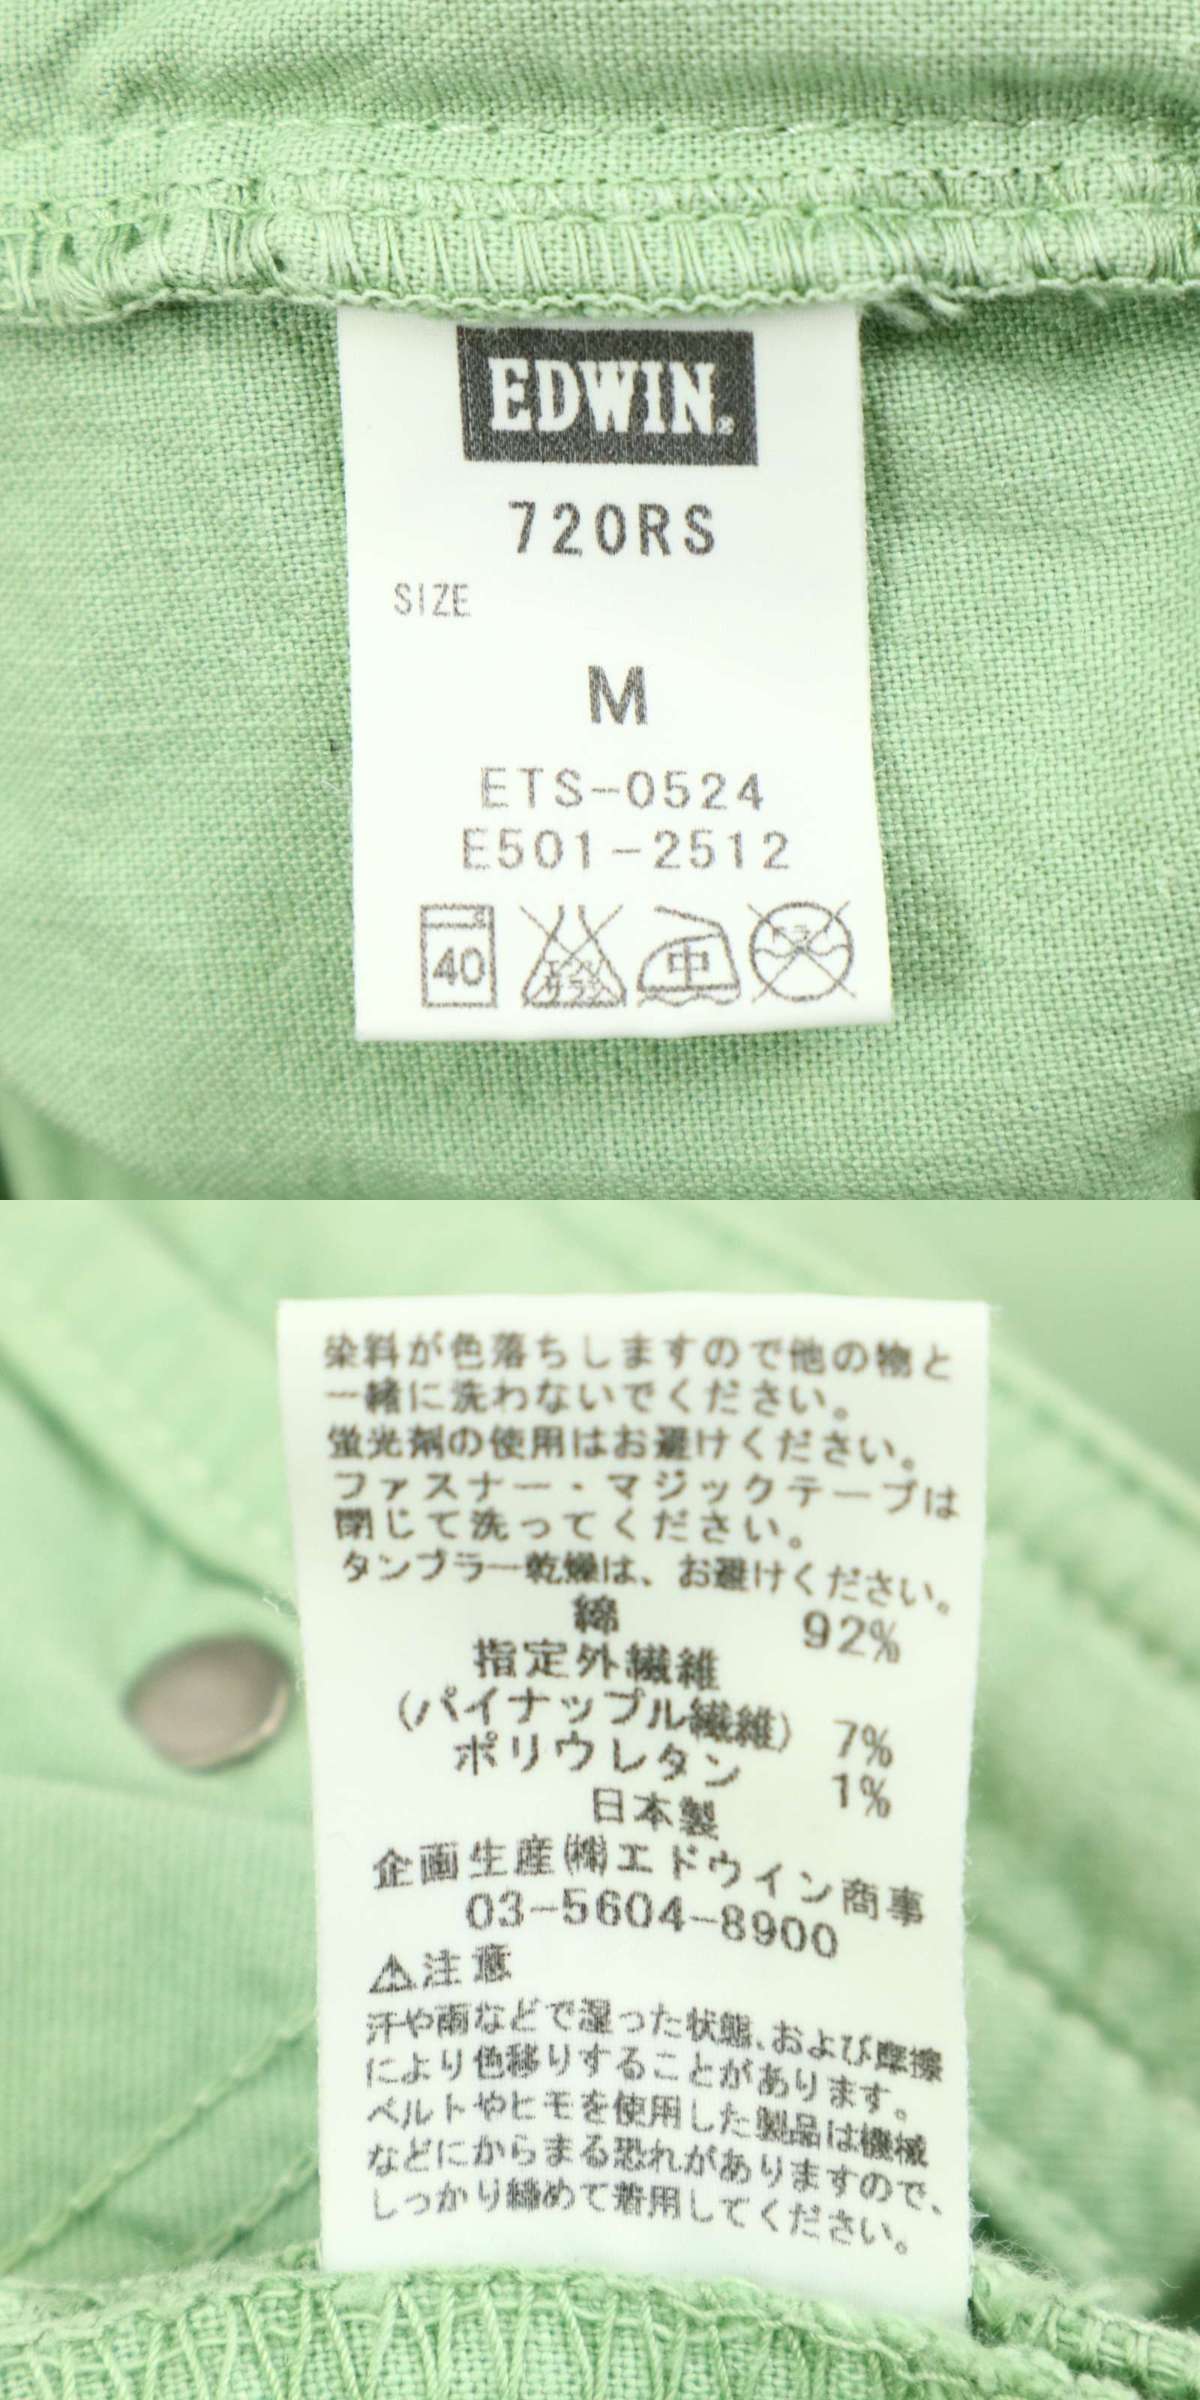 EDWIN.
720RS
SIZE
M
ETS-0524
E501-2512
40 エンソサラシ 中 ドライ
染料が色落ちしますので他の物と
一緒に洗わないでください。
蛍光剤の使用はお避けください。
ファスナー・マジックテープは
閉じて洗ってください。
タンブラー乾燥は、お避けください。
綿 92%
指定外繊維
(パイナップル繊維) 7%
ポリウレタン 1%
日本製
企画生産㈱エドウイン商事
03-5604-8900
⚠注意
汗や雨などで湿った状態、および摩擦
により色移りすることがあります。
ベルトやヒモを使用した製品は機械
などにからまる恐れがありますので、
しっかり締めて着用してください。